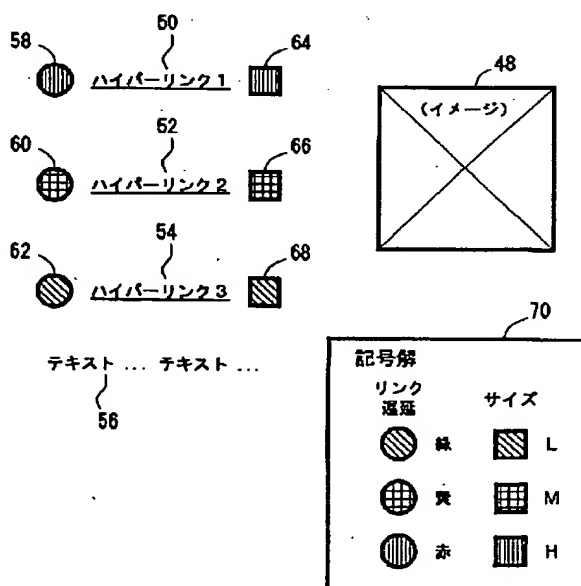 50
58
64
ハイパーリンク1
48
(イメージ)
52
60
66
ハイパーリンク2
54
62
68
ハイパーリンク3
70
テキスト... テキスト...
56
記号解
リンク
遅延
サイズ
緑 L
黄 M
赤 H